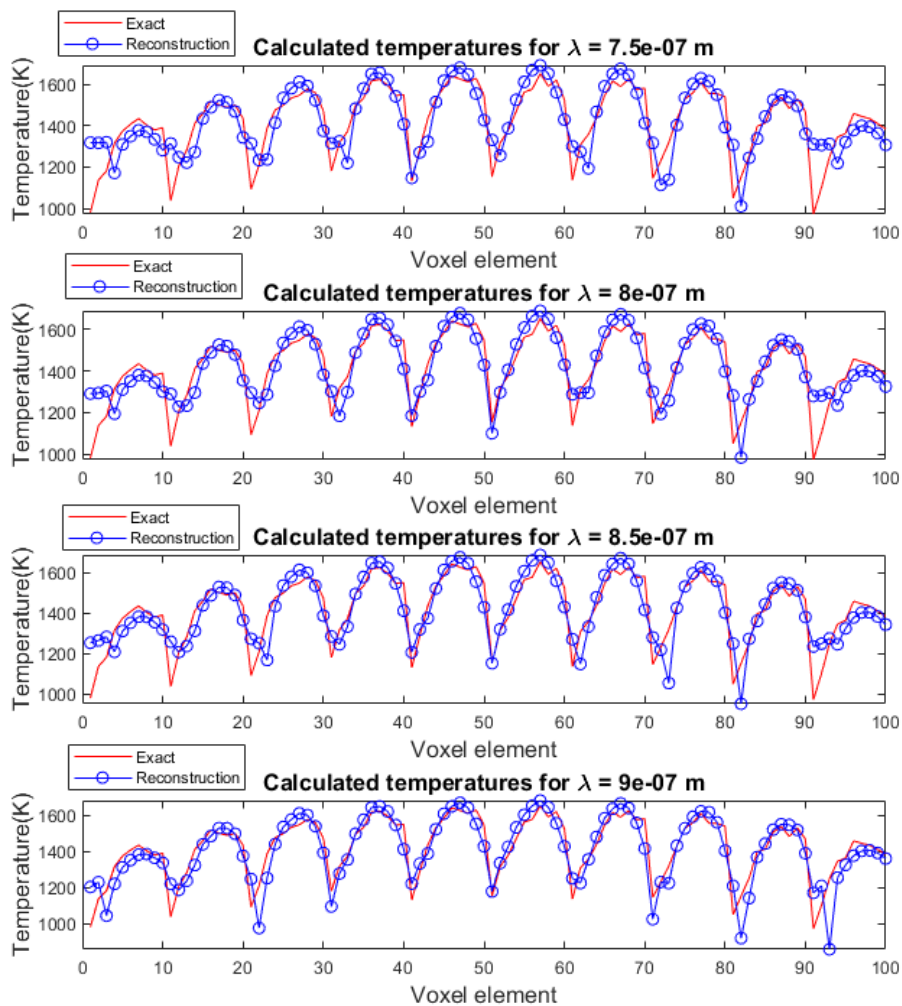 Exact
Reconstruction
Calculated temperatures for λ = 7.5e-07 m
Temperature(K)
1600
1400
1200
1000
0 10 20 30 40 50 60 70 80 90 100
Voxel element
Exact
Reconstruction
Calculated temperatures for λ = 8e-07 m
Temperature(K)
1600
1400
1200
1000
0 10 20 30 40 50 60 70 80 90 100
Voxel element
Exact
Reconstruction
Calculated temperatures for λ = 8.5e-07 m
Temperature(K)
1600
1400
1200
1000
0 10 20 30 40 50 60 70 80 90 100
Voxel element
Exact
Reconstruction
Calculated temperatures for λ = 9e-07 m
Temperature(K)
1600
1400
1200
1000
0 10 20 30 40 50 60 70 80 90 100
Voxel element